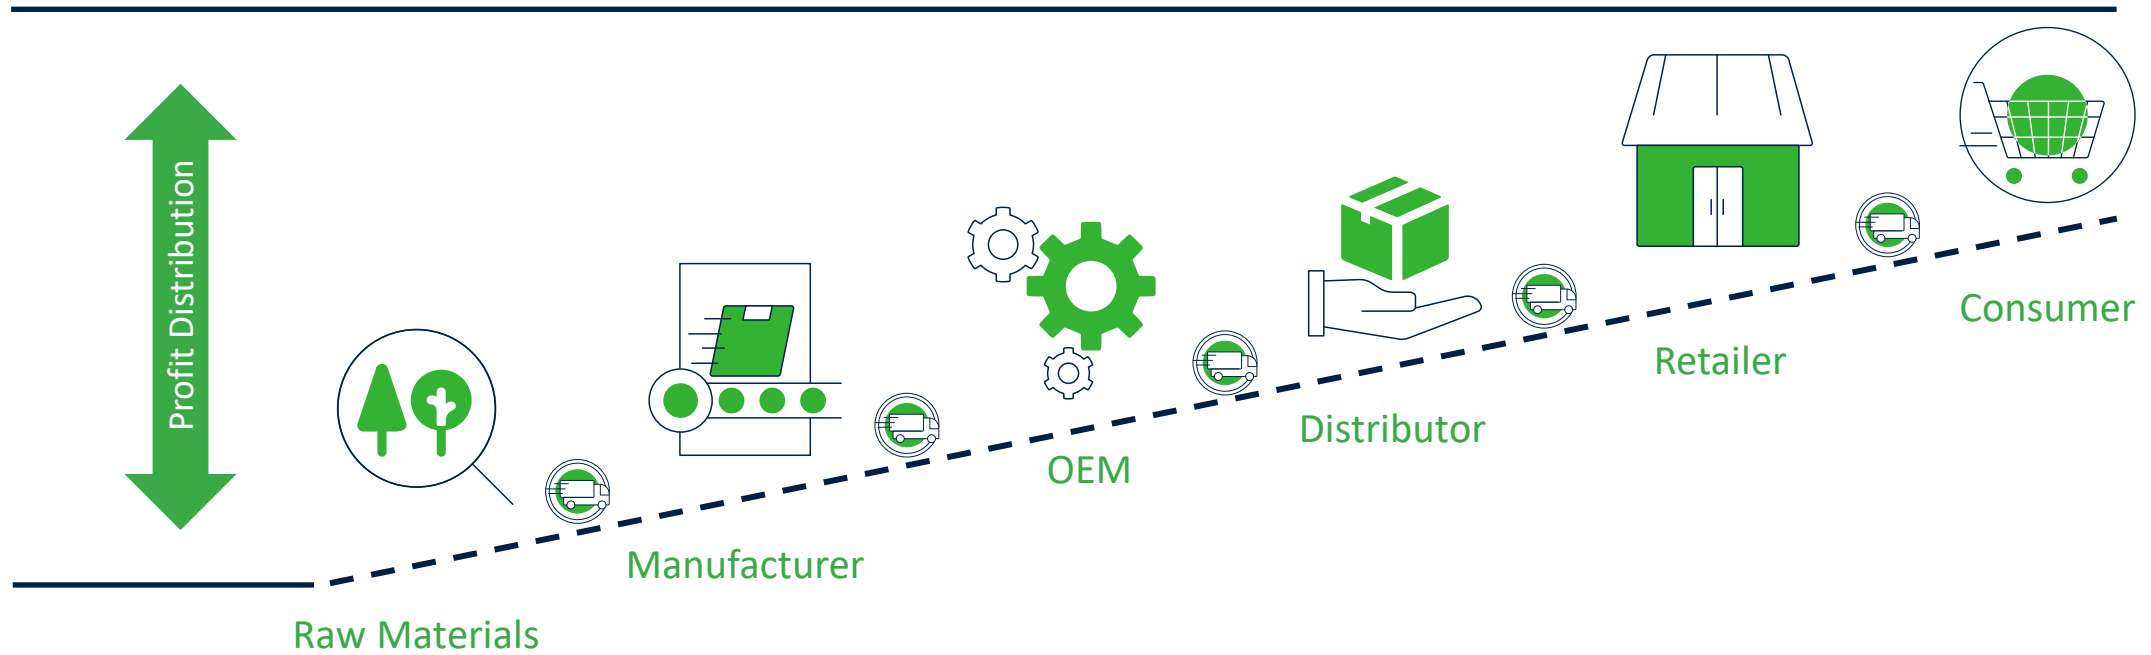 Profit Distribution
Raw Materials
Manufacturer
OEM
Distributor
Retailer
Consumer